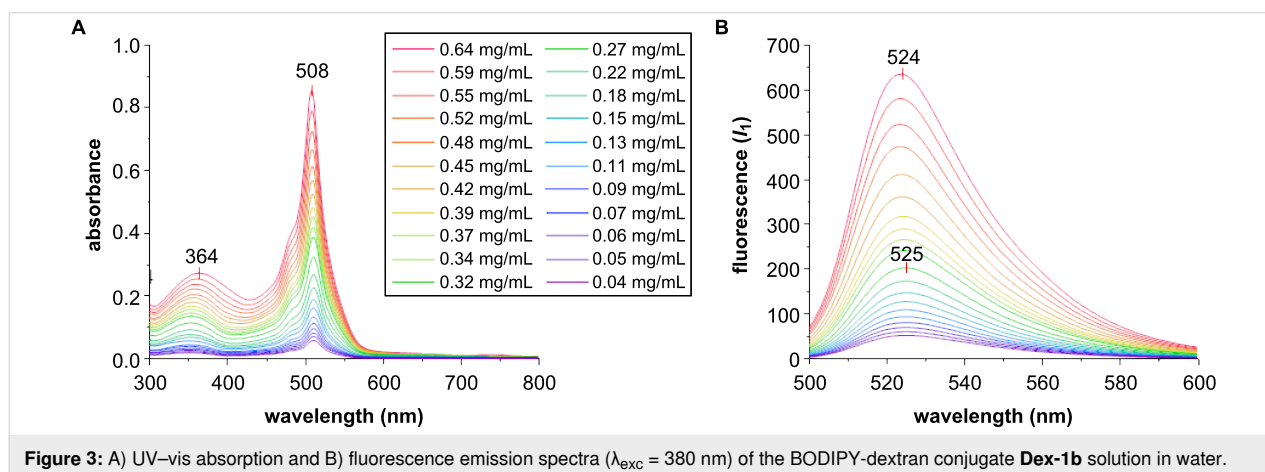 A
B
1.0
0.8
0.6
0.4
0.2
0.0
absorbance
508
364
300 400 500 600 700 800
wavelength (nm)
0.64 mg/mL 0.27 mg/mL
0.59 mg/mL 0.22 mg/mL
0.55 mg/mL 0.18 mg/mL
0.52 mg/mL 0.15 mg/mL
0.48 mg/mL 0.13 mg/mL
0.45 mg/mL 0.11 mg/mL
0.42 mg/mL 0.09 mg/mL
0.39 mg/mL 0.07 mg/mL
0.37 mg/mL 0.06 mg/mL
0.34 mg/mL 0.05 mg/mL
0.32 mg/mL 0.04 mg/mL
700
600
500
400
300
200
100
0
fluorescence (I1)
524
525
500 520 540 560 580 600
wavelength (nm)
Figure 3: A) UV–vis absorption and B) fluorescence emission spectra (λexc = 380 nm) of the BODIPY-dextran conjugate Dex-1b solution in water.